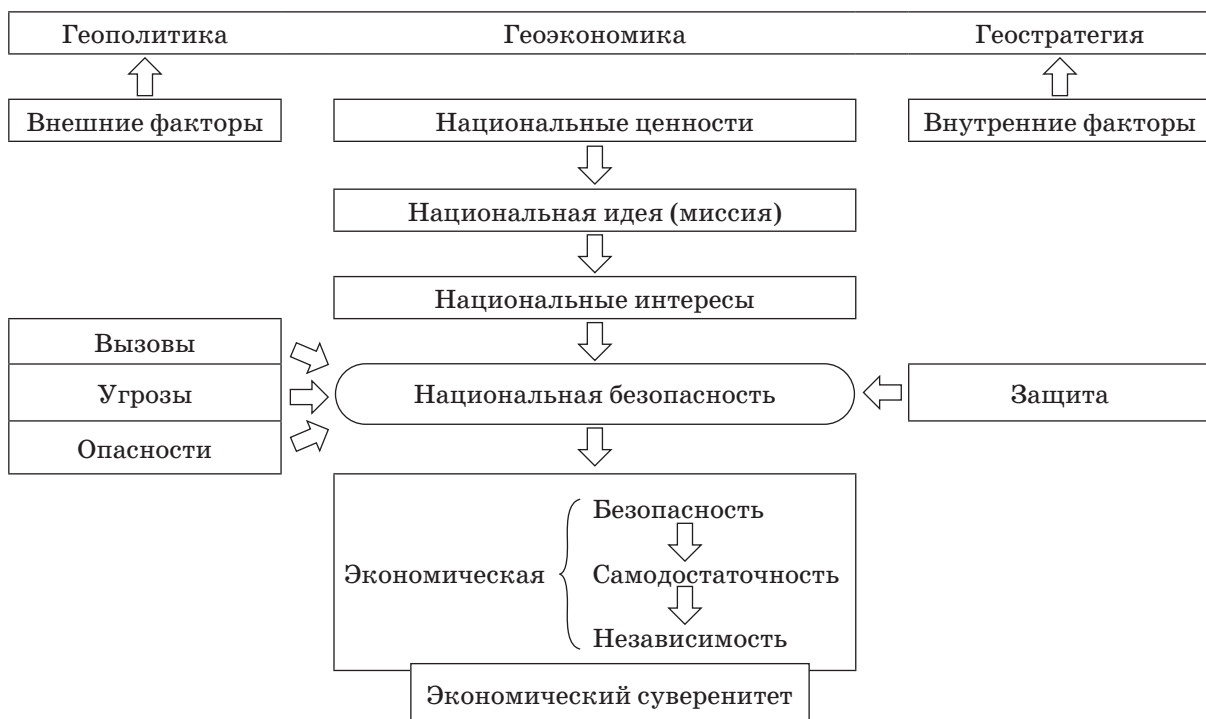 Геополитика Геоэкономика Геостратегия
Внешние факторы Национальные ценности Внутренние факторы
Национальная идея (миссия)
Национальные интересы
Вызовы
Угрозы Национальная безопасность Защита
Опасности
Безопасность
Экономическая Самодостаточность
Независимость
Экономический суверенитет